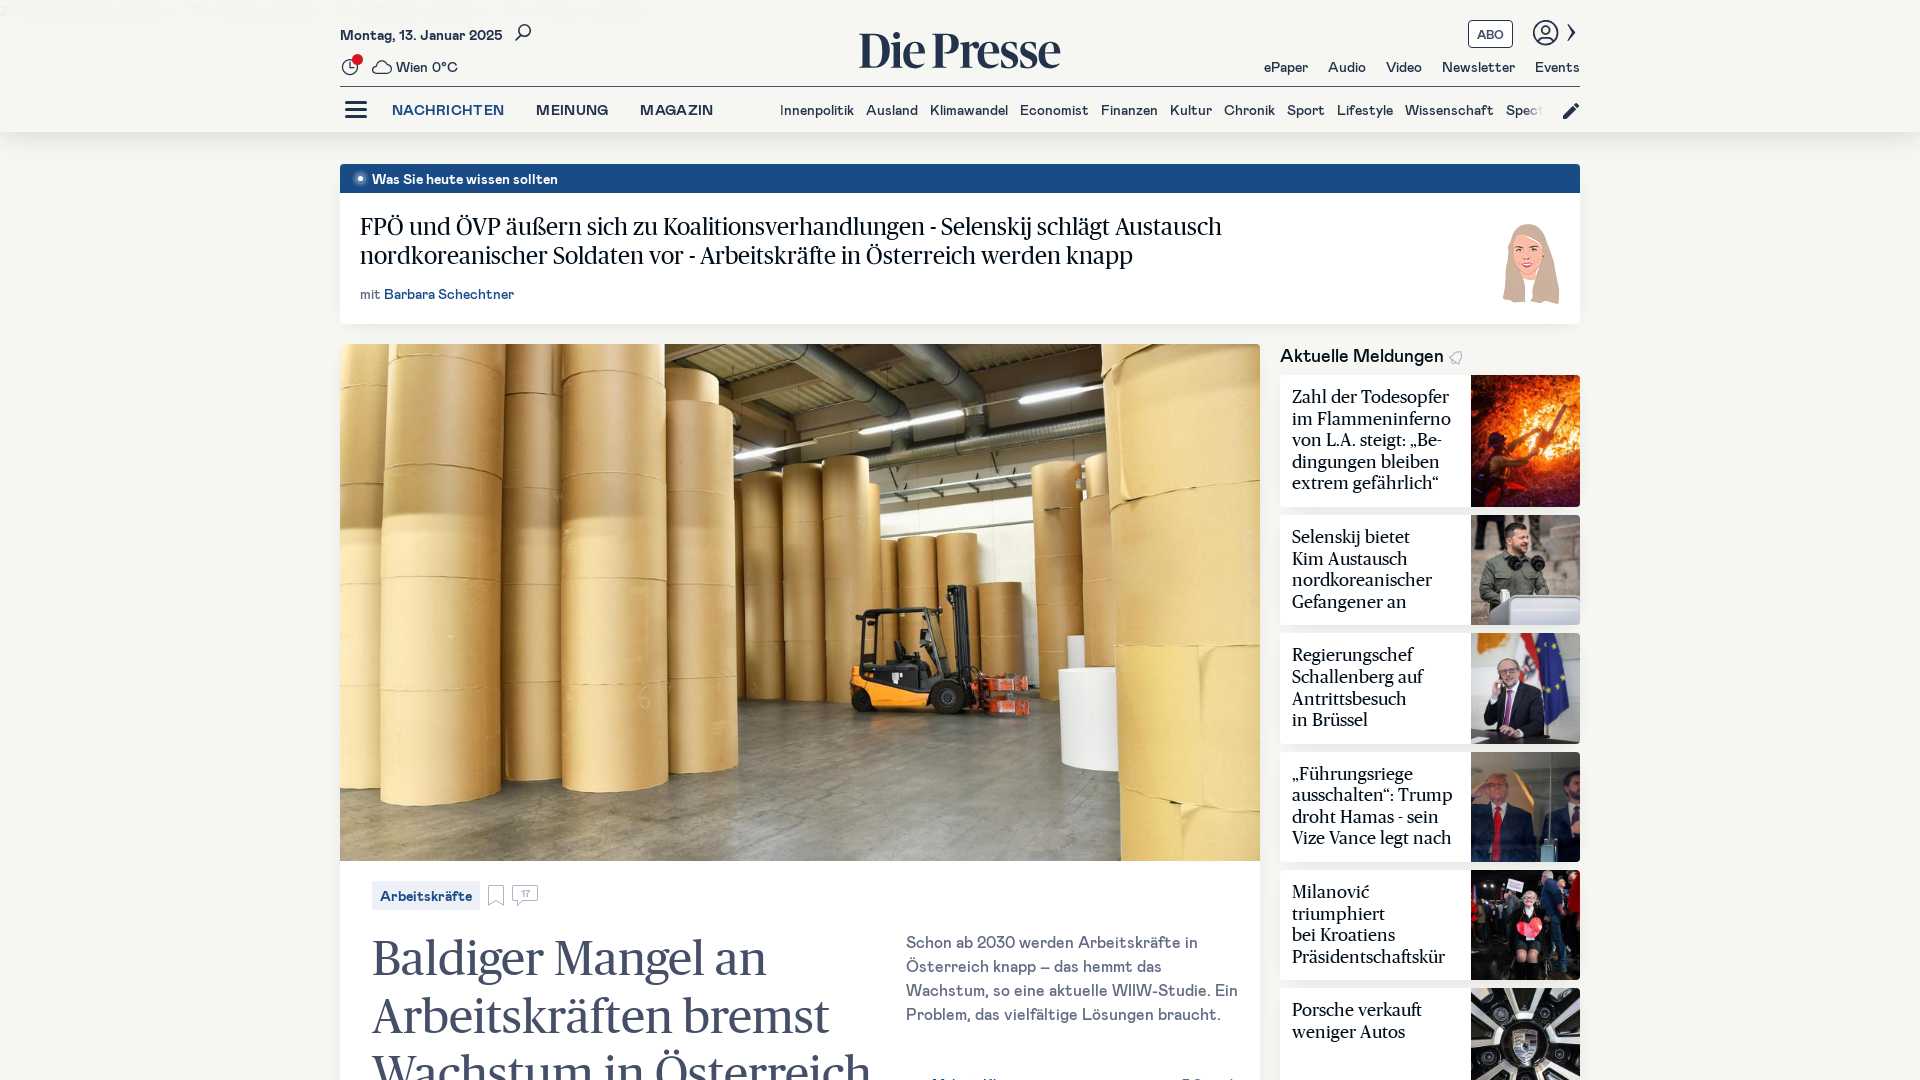 Montag, 13. Januar 2025
Wien 0°C
Die Presse
ABO
ePaper Audio Video Newsletter Events
NACHRICHTEN MEINUNG MAGAZIN
Innenpolitik Ausland Klimawandel Economist Finanzen Kultur Chronik Sport Lifestyle Wissenschaft
Was Sie heute wissen sollten
FPÖ und ÖVP äußern sich zu Koalitionsverhandlungen - Selenskij schlägt Austausch
nordkoreanischer Soldaten vor - Arbeitskräfte in Österreich werden knapp
mit Barbara Schechtner
Arbeitskräfte
17
Baldiger Mangel an
Arbeitskräften bremst
Wachstum in Österreich
Schon ab 2030 werden Arbeitskräfte in
Österreich knapp – das hemmt das
Wachstum, so eine aktuelle WIIW-Studie. Ein
Problem, das vielfältige Lösungen braucht.
Aktuelle Meldungen
Zahl der Todesopfer
im Flammeninferno
von L.A. steigt: „Be-
dingungen bleiben
extrem gefährlich“
Selenskij bietet
Kim Austausch
nordkoreanischer
Gefangener an
Regierungschef
Schallenberg auf
Antrittsbesuch
in Brüssel
„Führungsriege
ausschalten“: Trump
droht Hamas - sein
Vize Vance legt nach
Milanović
triumphiert
bei Kroatiens
Präsidentschaftskür
Porsche verkauft
weniger Autos